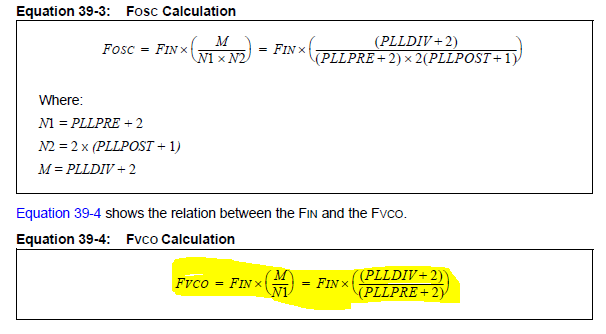 Equation 39-3: FOSC Calculation
FOSC = FIN × (M / (N1 × N2)) = FIN × ((PLLDIV + 2) / ((PLLPRE + 2) × 2(PLLPOST + 1)))
Where:
N1 = PLLPRE + 2
N2 = 2 x (PLLPOST + 1)
M = PLLDIV + 2
Equation 39-4 shows the relation between the FIN and the FVCO.
Equation 39-4: FVCO Calculation
FVCO = FIN × (M / N1) = FIN × ((PLLDIV + 2) / (PLLPRE + 2))